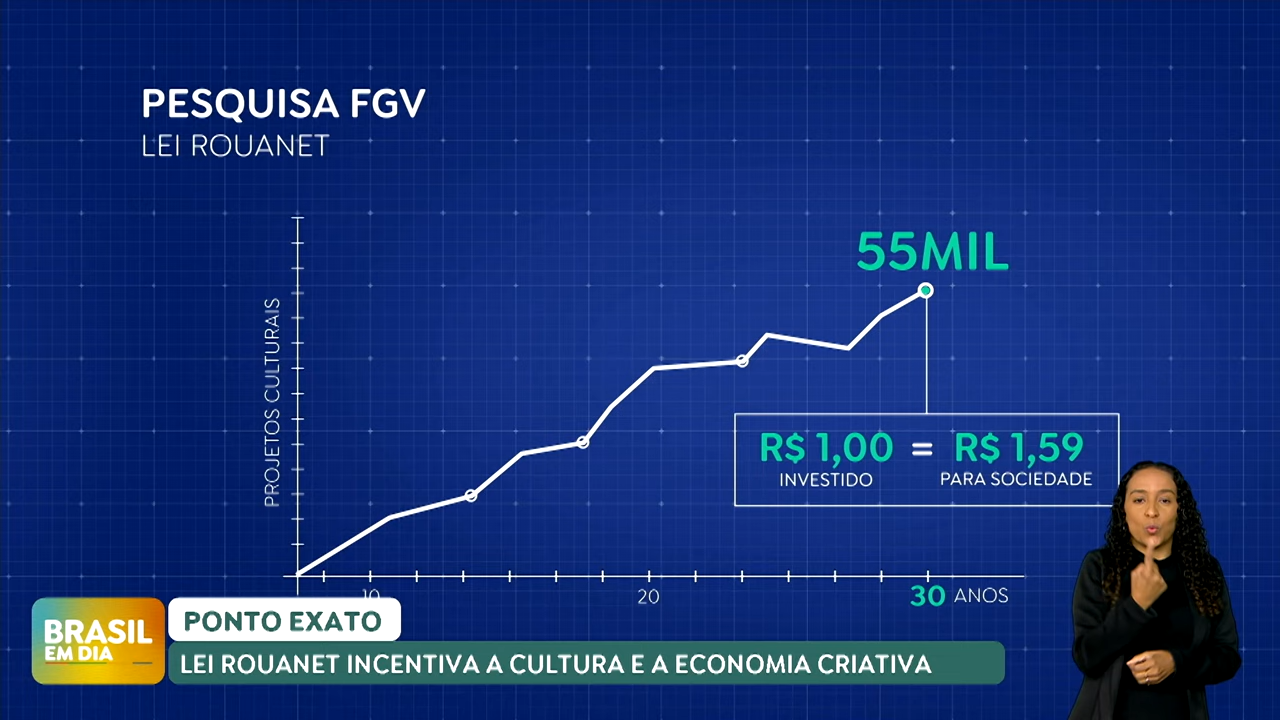 PESQUISA FGV
LEI ROUANET
55MIL
PROJETOS CULTURAIS
R$ 1,00 = R$ 1,59
INVESTIDO PARA SOCIEDADE
10 20 30 ANOS
PONTO EXATO
BRASIL
EM DIA
LEI ROUANET INCENTIVA A CULTURA E A ECONOMIA CRIATIVA